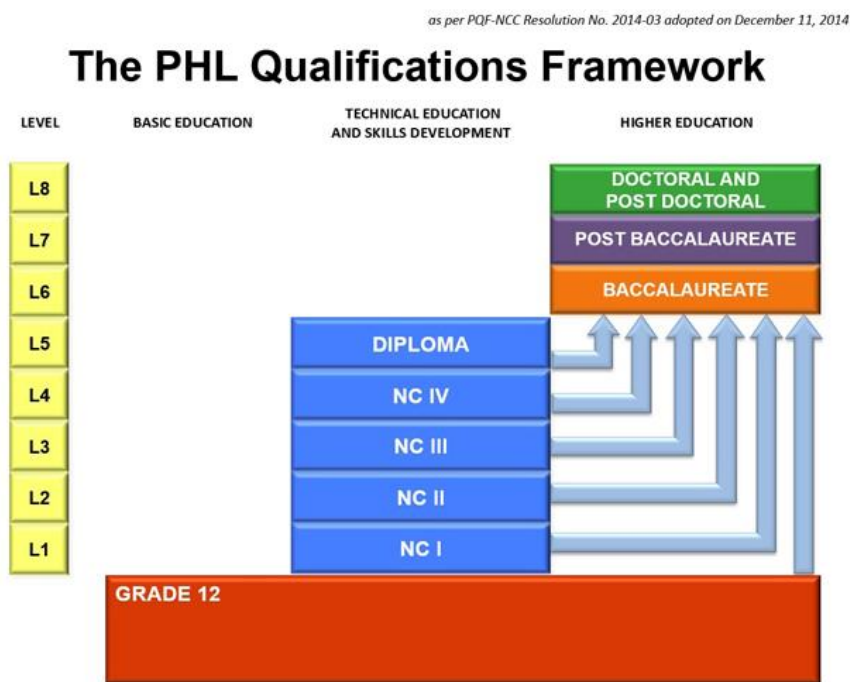 as per PQF-NCC Resolution No. 2014-03 adopted on December 11, 2014
The PHL Qualifications Framework
LEVEL
BASIC EDUCATION
TECHNICAL EDUCATION
AND SKILLS DEVELOPMENT
HIGHER EDUCATION
L8
DOCTORAL AND
POST DOCTORAL
L7
POST BACCALAUREATE
L6
BACCALAUREATE
L5
DIPLOMA
L4
NC IV
L3
NC III
L2
NC II
L1
NC I
GRADE 12